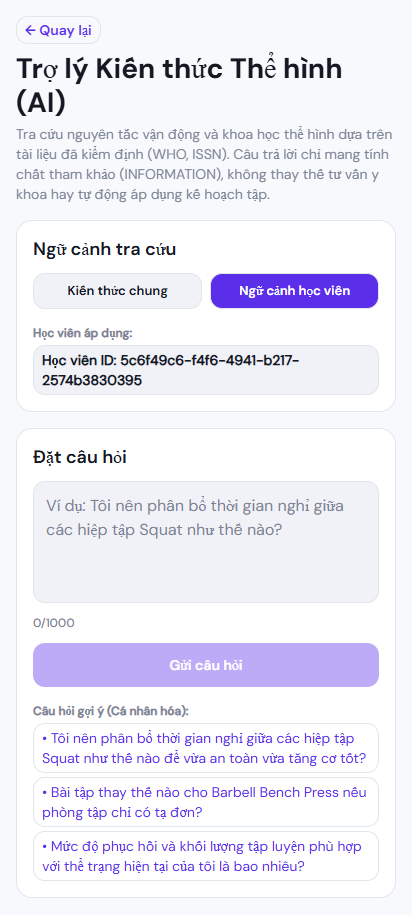 ← Quay lại
Trợ lý Kiến thức Thể hình
(AI)
Tra cứu nguyên tắc vận động và khoa học thể hình dựa trên
tài liệu đã kiểm định (WHO, ISSN). Câu trả lời chỉ mang tính
chất tham khảo (INFORMATION), không thay thế tư vấn y
khoa hay tự động áp dụng kế hoạch tập.
Ngữ cảnh tra cứu
Kiến thức chung
Ngữ cảnh học viên
Học viên áp dụng:
Học viên ID: 5c6f49c6-f4f6-4941-b217-
2574b3830395
Đặt câu hỏi
Ví dụ: Tôi nên phân bổ thời gian nghỉ giữa
các hiệp tập Squat như thế nào?
0/1000
Gửi câu hỏi
Câu hỏi gợi ý (Cá nhân hóa):
• Tôi nên phân bổ thời gian nghỉ giữa các hiệp tập
Squat như thế nào để vừa an toàn vừa tăng cơ tốt?
• Bài tập thay thế nào cho Barbell Bench Press nếu
phòng tập chỉ có tạ đơn?
• Mức độ phục hồi và khối lượng tập luyện phù hợp
với thể trạng hiện tại của tôi là bao nhiêu?